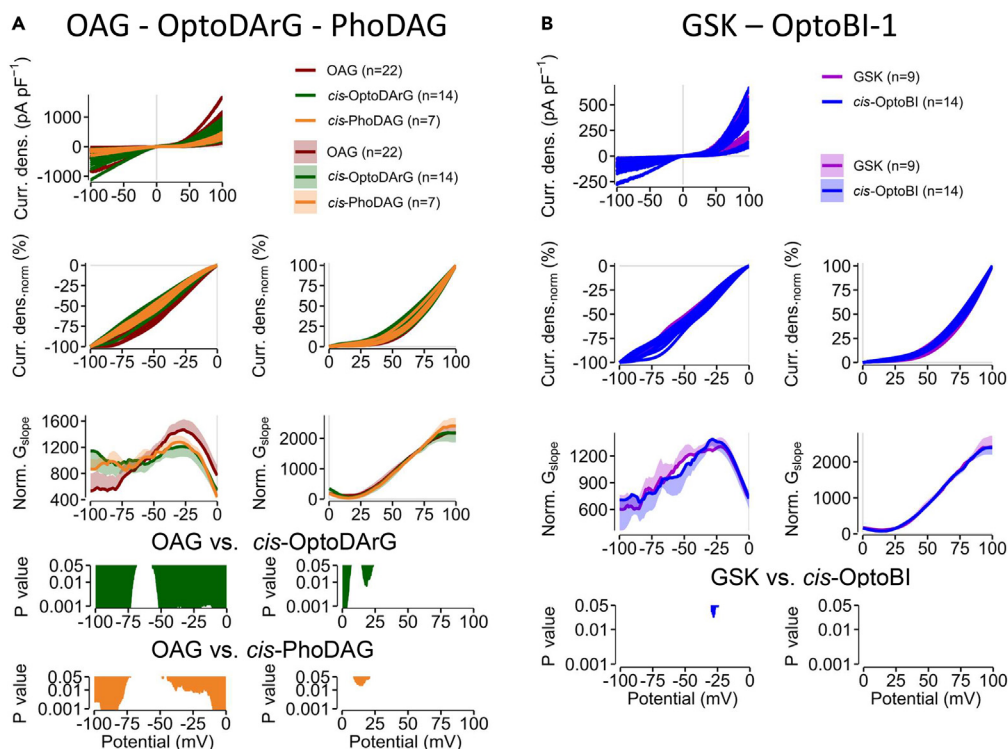 A
OAG - OptoDArG - PhoDAG
Curr. dens. (pA pF−1)
1000
0
-1000
-100 -50 0 50 100
OAG (n=22)
cis-OptoDArG (n=14)
cis-PhoDAG (n=7)
OAG (n=22)
cis-OptoDArG (n=14)
cis-PhoDAG (n=7)
Curr. dens.norm (%)
0
-25
-50
-75
-100
-100 -75 -50 -25 0
Curr. dens.norm (%)
100
75
50
25
0
0 25 50 75 100
Norm. Gslope
1600
1200
800
400
-100 -75 -50 -25 0
Norm. Gslope
2000
1000
0
0 25 50 75 100
OAG vs. cis-OptoDArG
P value
0.05
0.01
0.001
-100 -75 -50 -25 0
P value
0.05
0.01
0.001
0 25 50 75 100
OAG vs. cis-PhoDAG
P value
0.05
0.01
0.001
-100 -75 -50 -25 0
Potential (mV)
P value
0.05
0.01
0.001
0 25 50 75 100
Potential (mV)
B
GSK – OptoBI-1
Curr. dens. (pA pF−1)
500
250
0
-250
-100 -50 0 50 100
GSK (n=9)
cis-OptoBI (n=14)
GSK (n=9)
cis-OptoBI (n=14)
Curr. dens.norm (%)
0
-25
-50
-75
-100
-100 -75 -50 -25 0
Curr. dens.norm (%)
100
75
50
25
0
0 25 50 75 100
Norm. Gslope
1200
900
600
-100 -75 -50 -25 0
Norm. Gslope
2000
1000
0
0 25 50 75 100
GSK vs. cis-OptoBI
P value
0.05
0.01
0.001
-100 -75 -50 -25 0
Potential (mV)
P value
0.05
0.01
0.001
0 25 50 75 100
Potential (mV)